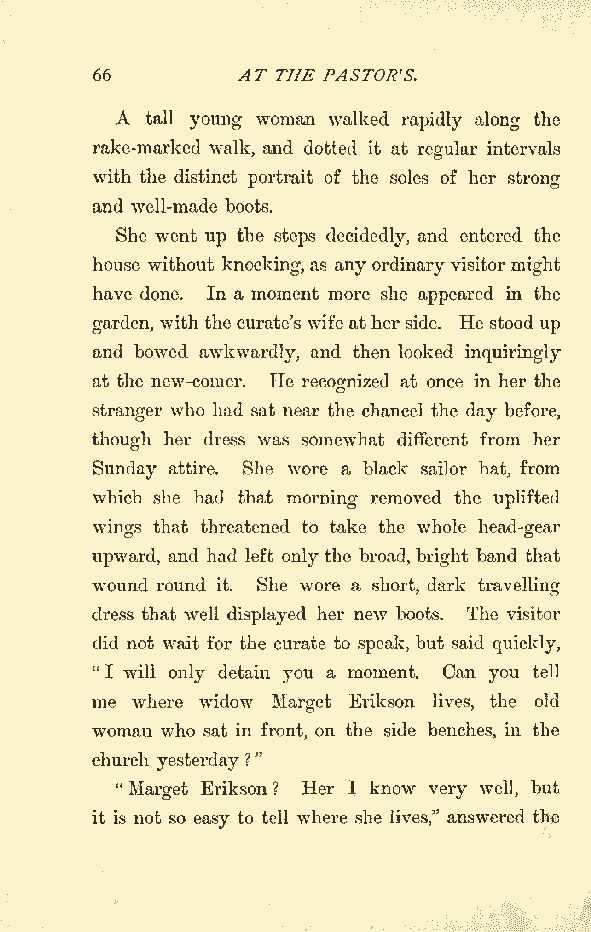 66 AT THE PASTOR'S.
A tall young woman walked rapidly along the
rake-marked walk, and dotted it at regular intervals
with the distinct portrait of the soles of her strong
and well-made boots.
She went up the steps decidedly, and entered the
house without knocking, as any ordinary visitor might
have done. In a moment more she appeared in the
garden, with the curate's wife at her side. He stood up
and bowed awkwardly, and then looked inquiringly
at the new-comer. He recognized at once in her the
stranger who had sat near the chancel the day before,
though her dress was somewhat different from her
Sunday attire. She wore a black sailor hat, from
which she had that morning removed the uplifted
wings that threatened to take the whole head-gear
upward, and had left only the broad, bright band that
wound round it. She wore a short, dark travelling
dress that well displayed her new boots. The visitor
did not wait for the curate to speak, but said quickly,
"I will only detain you a moment. Can you tell
me where widow Marget Erikson lives, the old
woman who sat in front, on the side benches, in the
church yesterday?"
"Marget Erikson? Her I know very well, but
it is not so easy to tell where she lives," answered the